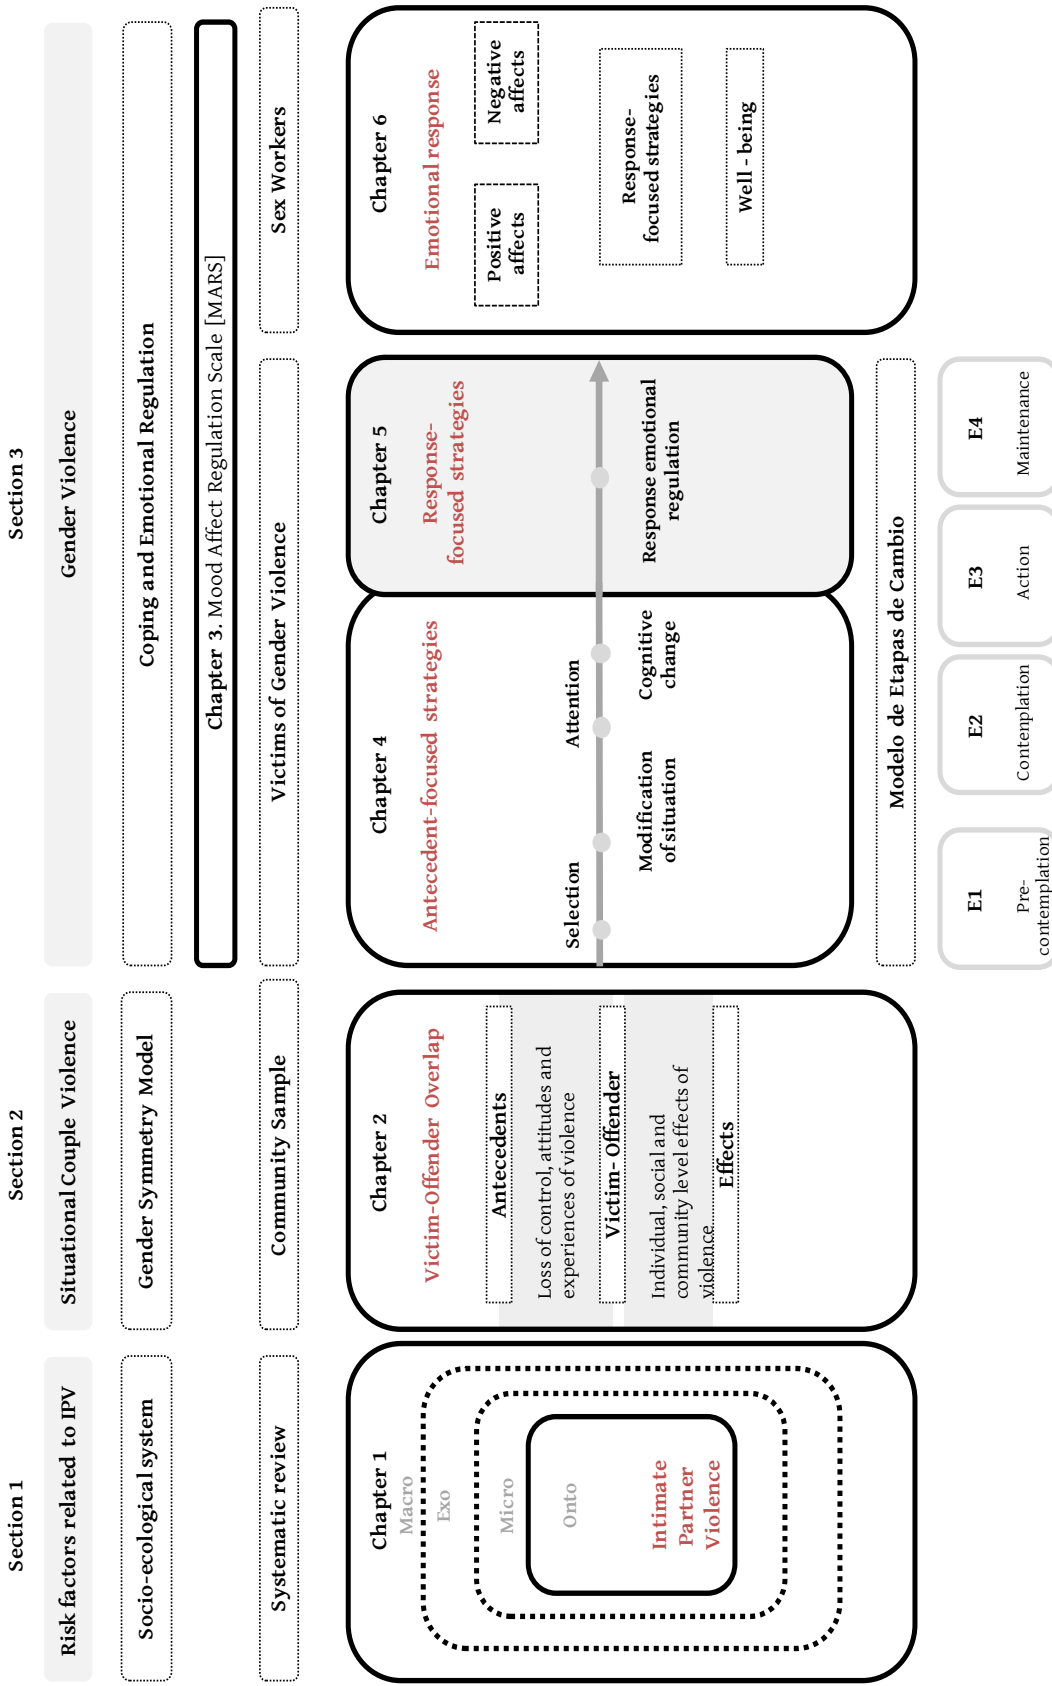 Section 1
Risk factors related to IPV
Socio-ecological system
Systematic review
Chapter 1
Macro
Exo
Micro
Onto
Intimate
Partner
Violence
Section 2
Situational Couple Violence
Gender Symmetry Model
Community Sample
Chapter 2
Victim-Offender Overlap
Antecedents
Loss of control, attitudes and
experiences of violence
Victim- Offender
Individual, social and
community level effects of
violence
Effects
Section 3
Gender Violence
Coping and Emotional Regulation
Chapter 3. Mood Affect Regulation Scale [MARS]
Victims of Gender Violence
Chapter 4
Antecedent-focused strategies
Selection
Attention
Modification
of situation
Cognitive
change
Chapter 5
Response-
focused strategies
Response emotional
regulation
Modelo de Etapas de Cambio
E1
Pre-
contemplation
E2
Contemplation
E3
Action
E4
Maintenance
Sex Workers
Chapter 6
Emotional response
Positive
affects
Negative
affects
Response-
focused strategies
Well - being